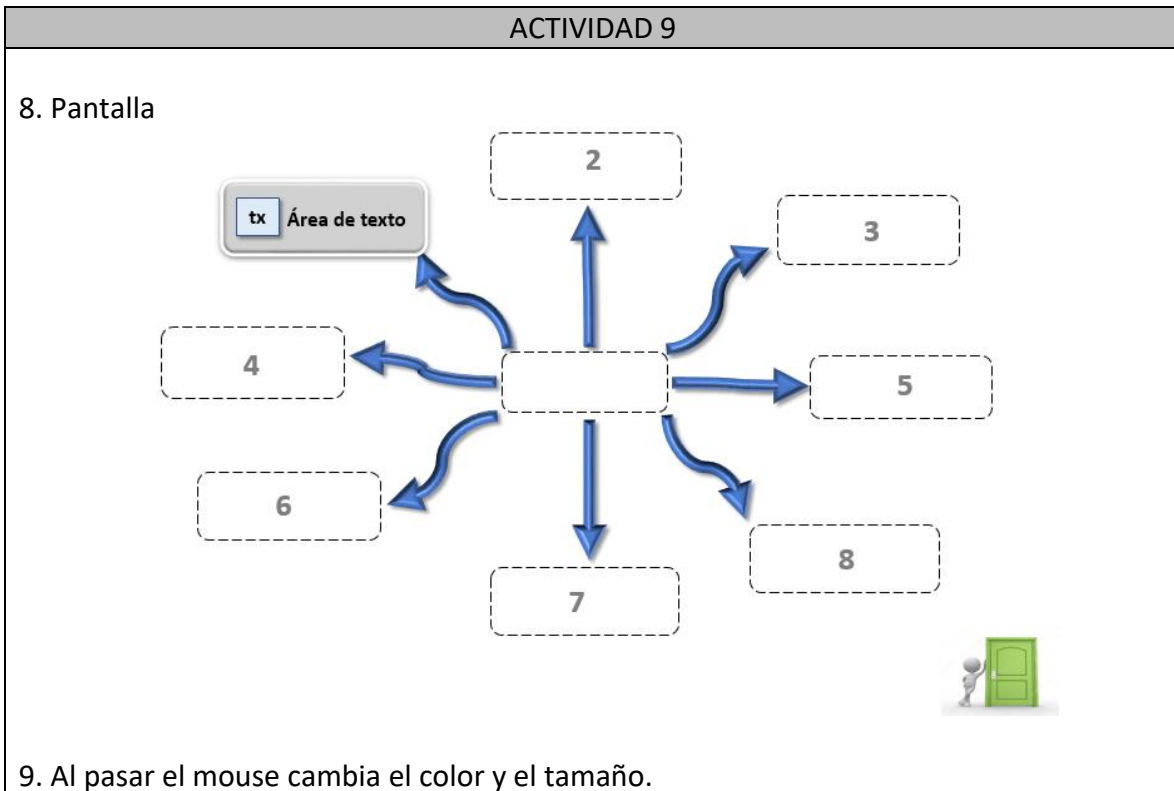 ACTIVIDAD 9
8. Pantalla
2
tx Área de texto
3
4
5
6
8
7
9. Al pasar el mouse cambia el color y el tamaño.